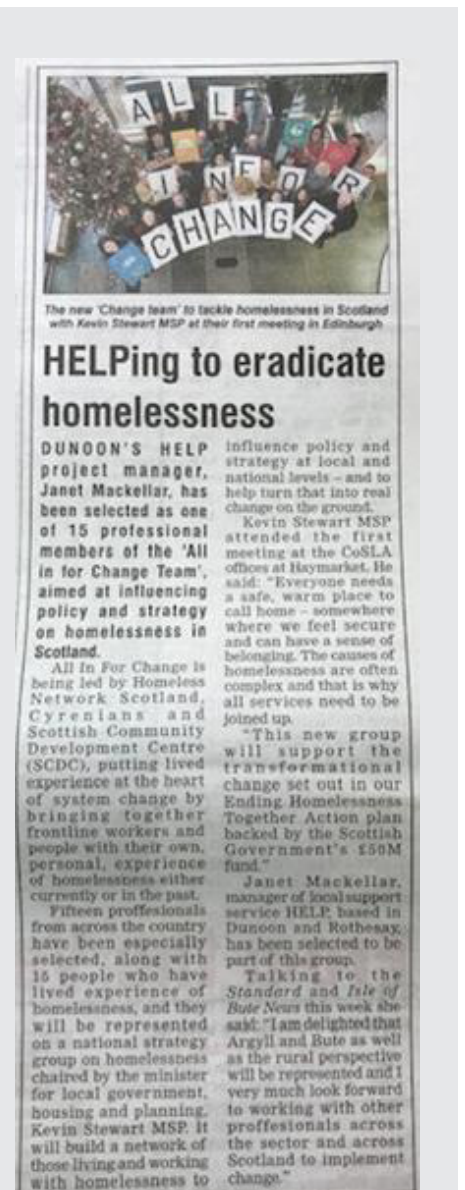 ALL
IN FOR
CHANGE
The new 'Change team' to tackle homelessness in Scotland
with Kevin Stewart MSP at their first meeting in Edinburgh
HELPing to eradicate
homelessness
DUNOON'S HELP
project manager,
Janet Mackellar, has
been selected as one
of 15 professional
members of the 'All
in for Change Team',
aimed at influencing
policy and strategy
on homelessness in
Scotland.
All In For Change is
being led by Homeless
Network Scotland,
Cyrenians and
Scottish Community
Development Centre
(SCDC), putting lived
experience at the heart
of system change by
bringing together
frontline workers and
people with their own,
personal, experience
of homelessness either
currently or in the past.
Fifteen proffesionals
from across the country
have been especially
selected, along with
15 people who have
lived experience of
homelessness, and they
will be represented
on a national strategy
group on homelessness
chaired by the minister
for local government,
housing and planning,
Kevin Stewart MSP. It
will build a network of
those living and working
with homelessness to
influence policy and
strategy at local and
national levels – and to
help turn that into real
change on the ground.
Kevin Stewart MSP
attended the first
meeting at the CoSLA
offices at Haymarket. He
said: "Everyone needs
a safe, warm place to
call home – somewhere
where we feel secure
and can have a sense of
belonging. The causes of
homelessness are often
complex and that is why
all services need to be
joined up.
"This new group
will support the
transformational
change set out in our
Ending Homelessness
Together Action plan
backed by the Scottish
Government's £50M
fund."
Janet Mackellar,
manager of local support
service HELP, based in
Dunoon and Rothesay,
has been selected to be
part of this group.
Talking to the
Standard and Isle of
Bute News this week she
said: "I am delighted that
Argyll and Bute as well
as the rural perspective
will be represented and I
very much look forward
to working with other
proffesionals across
the sector and across
Scotland to implement
change."